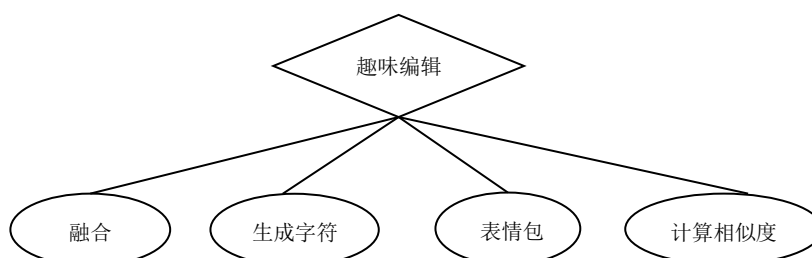 趣味编辑
融合
生成字符
表情包
计算相似度